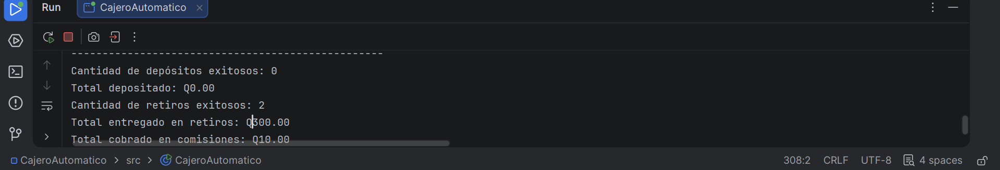 Run CajeroAutomatico
------------------------------------------------
Cantidad de depósitos exitosos: 0
Total depositado: Q0.00
Cantidad de retiros exitosos: 2
Total entregado en retiros: Q300.00
Total cobrado en comisiones: Q10.00
CajeroAutomatico > src > CajeroAutomatico 308:2 CRLF UTF-8 4 spaces